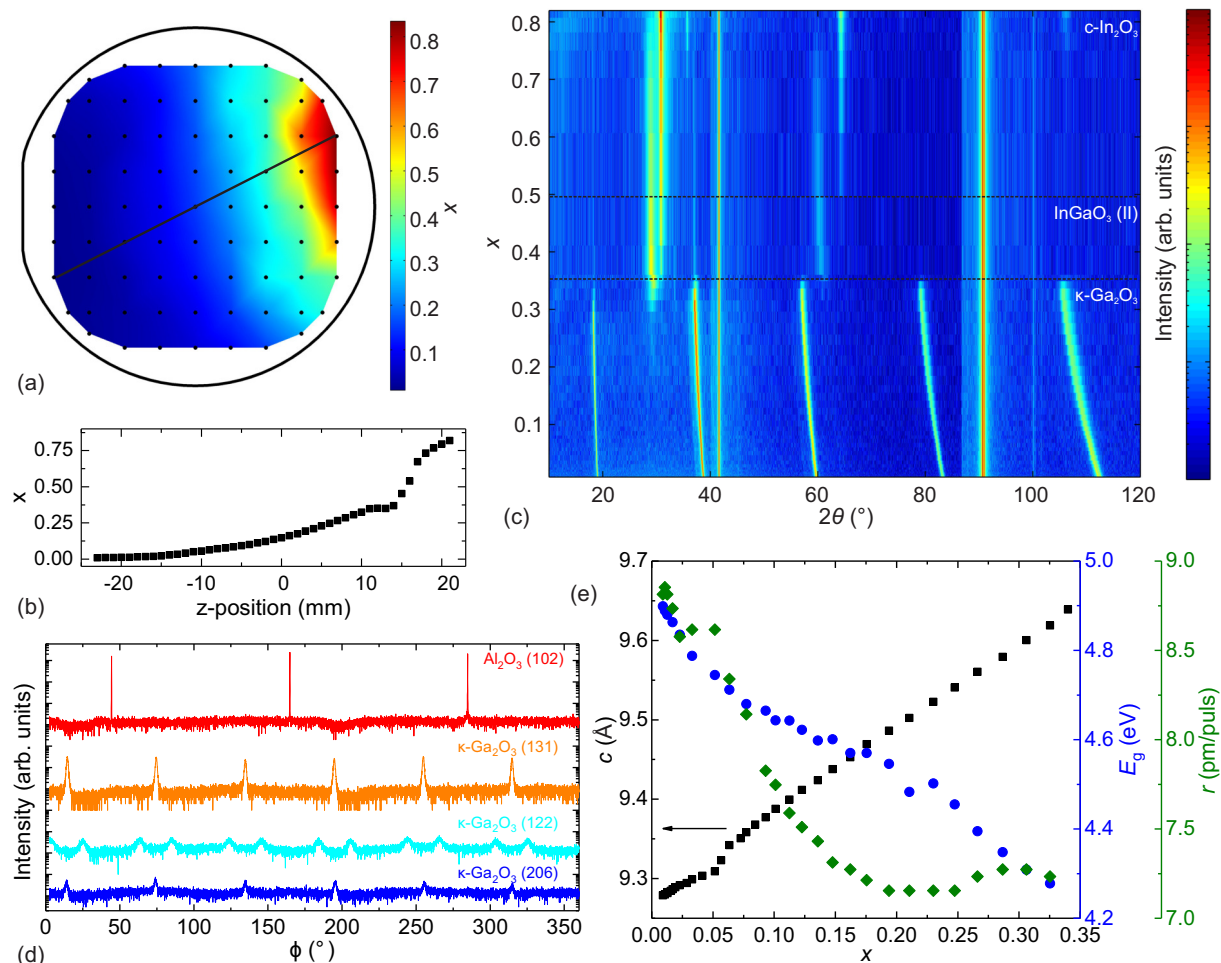 0.8
0.7
0.6
0.5
0.4
0.3
0.2
0.1
x
(a)
0.75
0.50
0.25
0.00
x
-20
-10
0
10
20
z-position (mm)
(b)
c-In₂O₃
InGaO₃ (II)
κ-Ga₂O₃
0.8
0.7
0.6
0.5
0.4
0.3
0.2
0.1
x
20
40
60
80
100
120
2θ (°)
(c)
Intensity (arb. units)
Al₂O₃ (102)
κ-Ga₂O₃ (131)
κ-Ga₂O₃ (122)
κ-Ga₂O₃ (206)
Intensity (arb. units)
0
50
100
150
200
250
300
350
ϕ (°)
(d)
(e)
9.7
9.6
9.5
9.4
9.3
c (Å)
5.0
4.8
4.6
4.4
4.2
E_g (eV)
9.0
8.5
8.0
7.5
7.0
r (pm/puls)
0.00
0.05
0.10
0.15
0.20
0.25
0.30
0.35
x